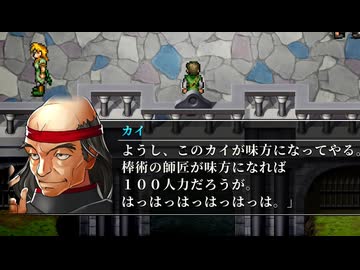 カイ
ようし、このカイが味方になってやる。
棒術の師匠が味方になれば
１００人力だろうが。
はっはっはっはっはっは。」